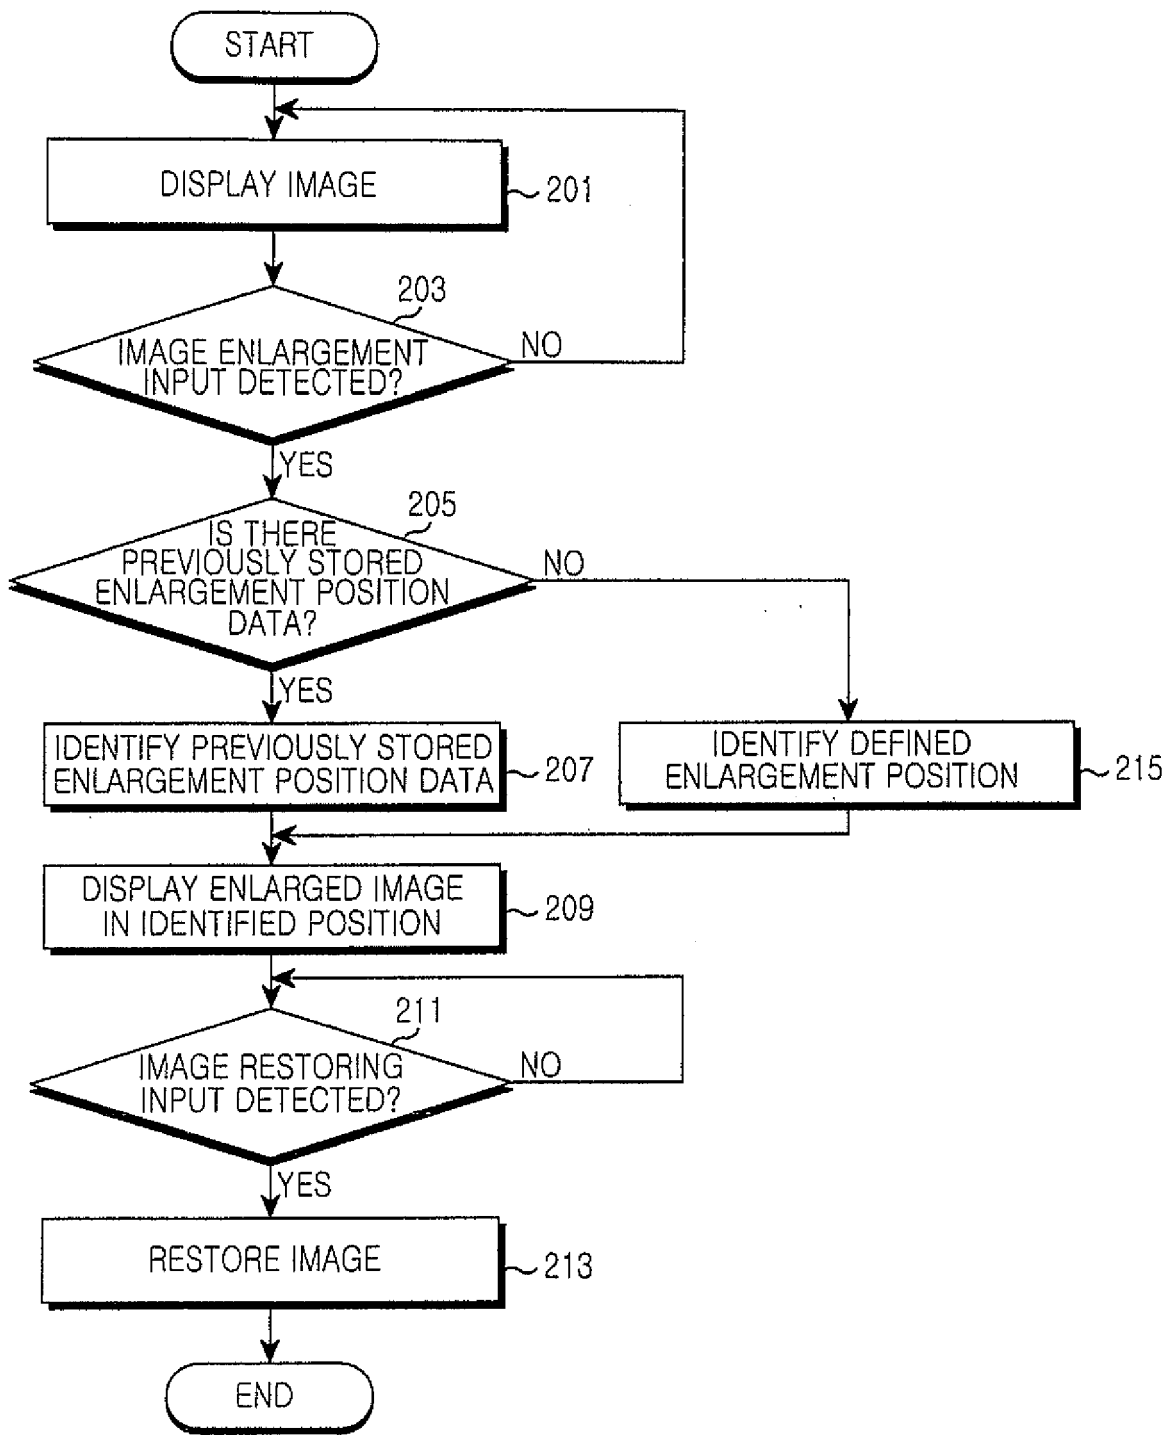 START
DISPLAY IMAGE
201
203
IMAGE ENLARGEMENT
INPUT DETECTED?
NO
YES
205
IS THERE
PREVIOUSLY STORED
ENLARGEMENT POSITION
DATA?
NO
YES
IDENTIFY PREVIOUSLY STORED
ENLARGEMENT POSITION DATA
207
IDENTIFY DEFINED
ENLARGEMENT POSITION
215
DISPLAY ENLARGED IMAGE
IN IDENTIFIED POSITION
209
211
IMAGE RESTORING
INPUT DETECTED?
NO
YES
RESTORE IMAGE
213
END